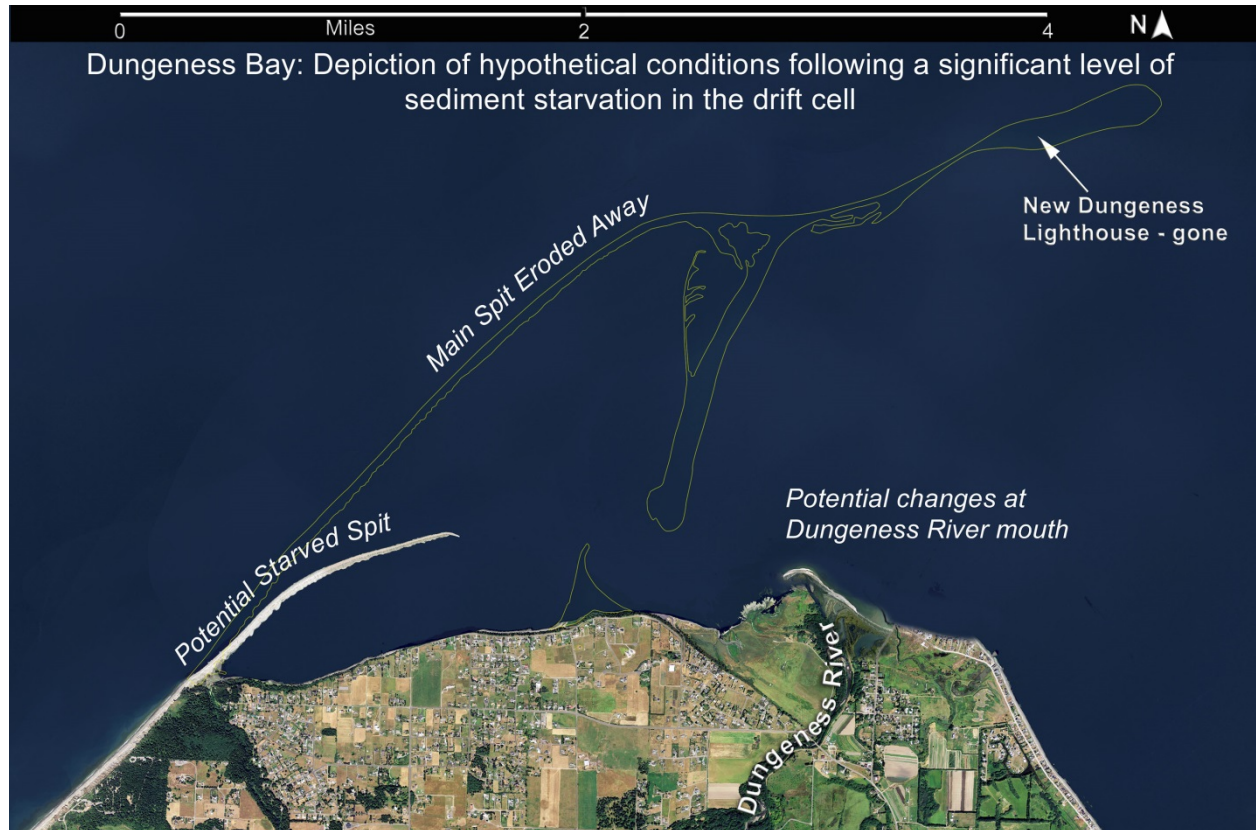 0 Miles 2 4 N
Dungeness Bay: Depiction of hypothetical conditions following a significant level of
sediment starvation in the drift cell
New Dungeness
Lighthouse - gone
Main Spit Eroded Away
Potential changes at
Dungeness River mouth
Potential Starved Spit
Dungeness River